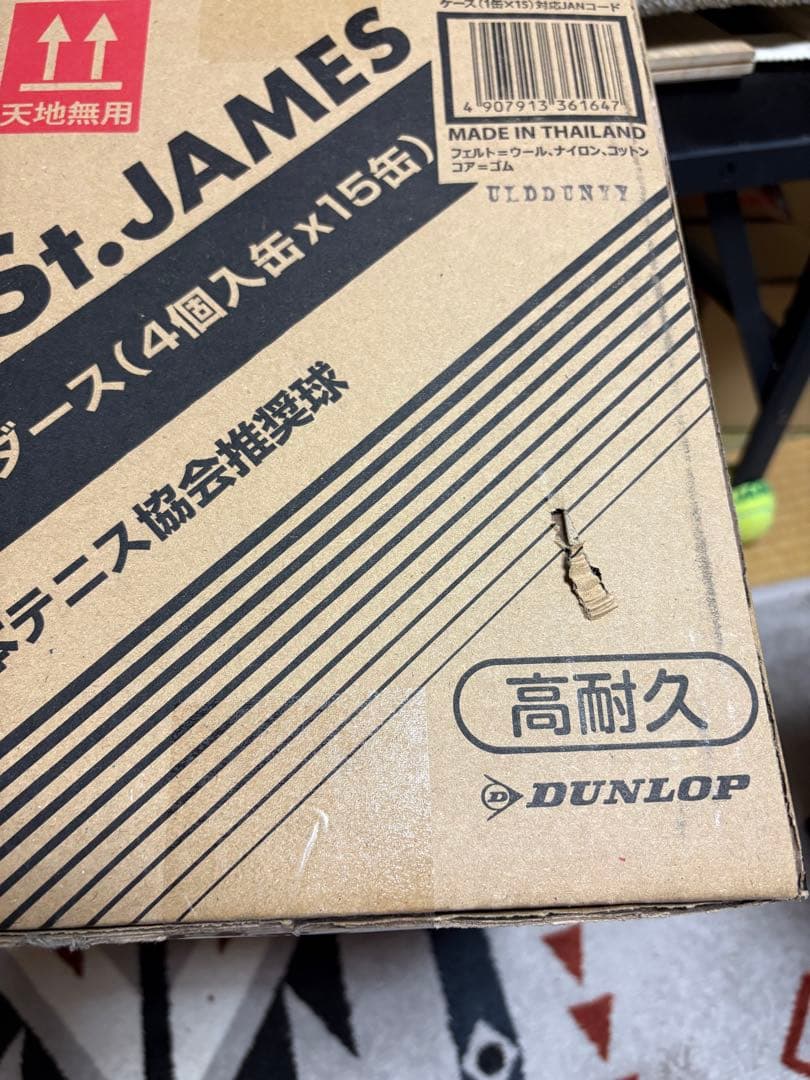 ケース(1缶×15)対応JANコード
4 907913 361647
MADE IN THAILAND
フェルト=ウール、ナイロン、コットン
コア=ゴム
ULDDUNYY
天地無用
St.JAMES
ダース(4個入缶x15缶)
本テニス協会推奨球
高耐久
D DUNLOP